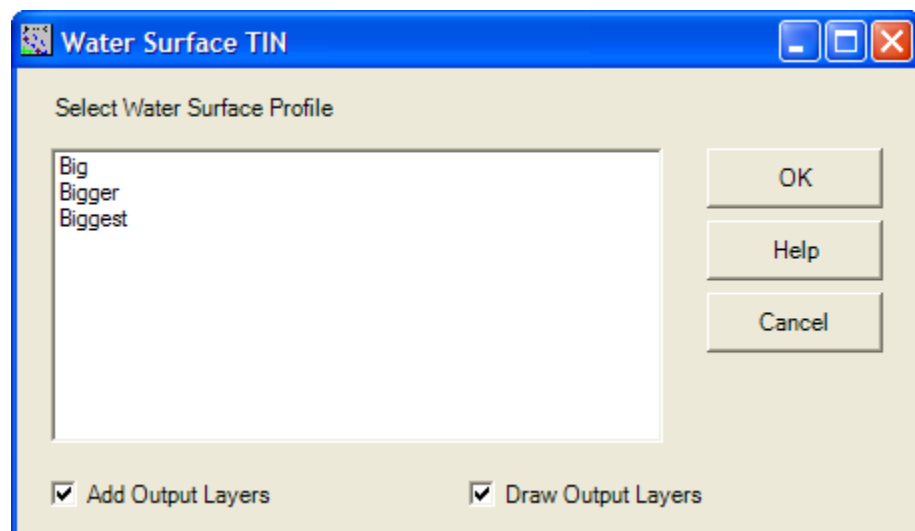 Water Surface TIN
Select Water Surface Profile
Big
Bigger
Biggest
OK
Help
Cancel
Add Output Layers
Draw Output Layers